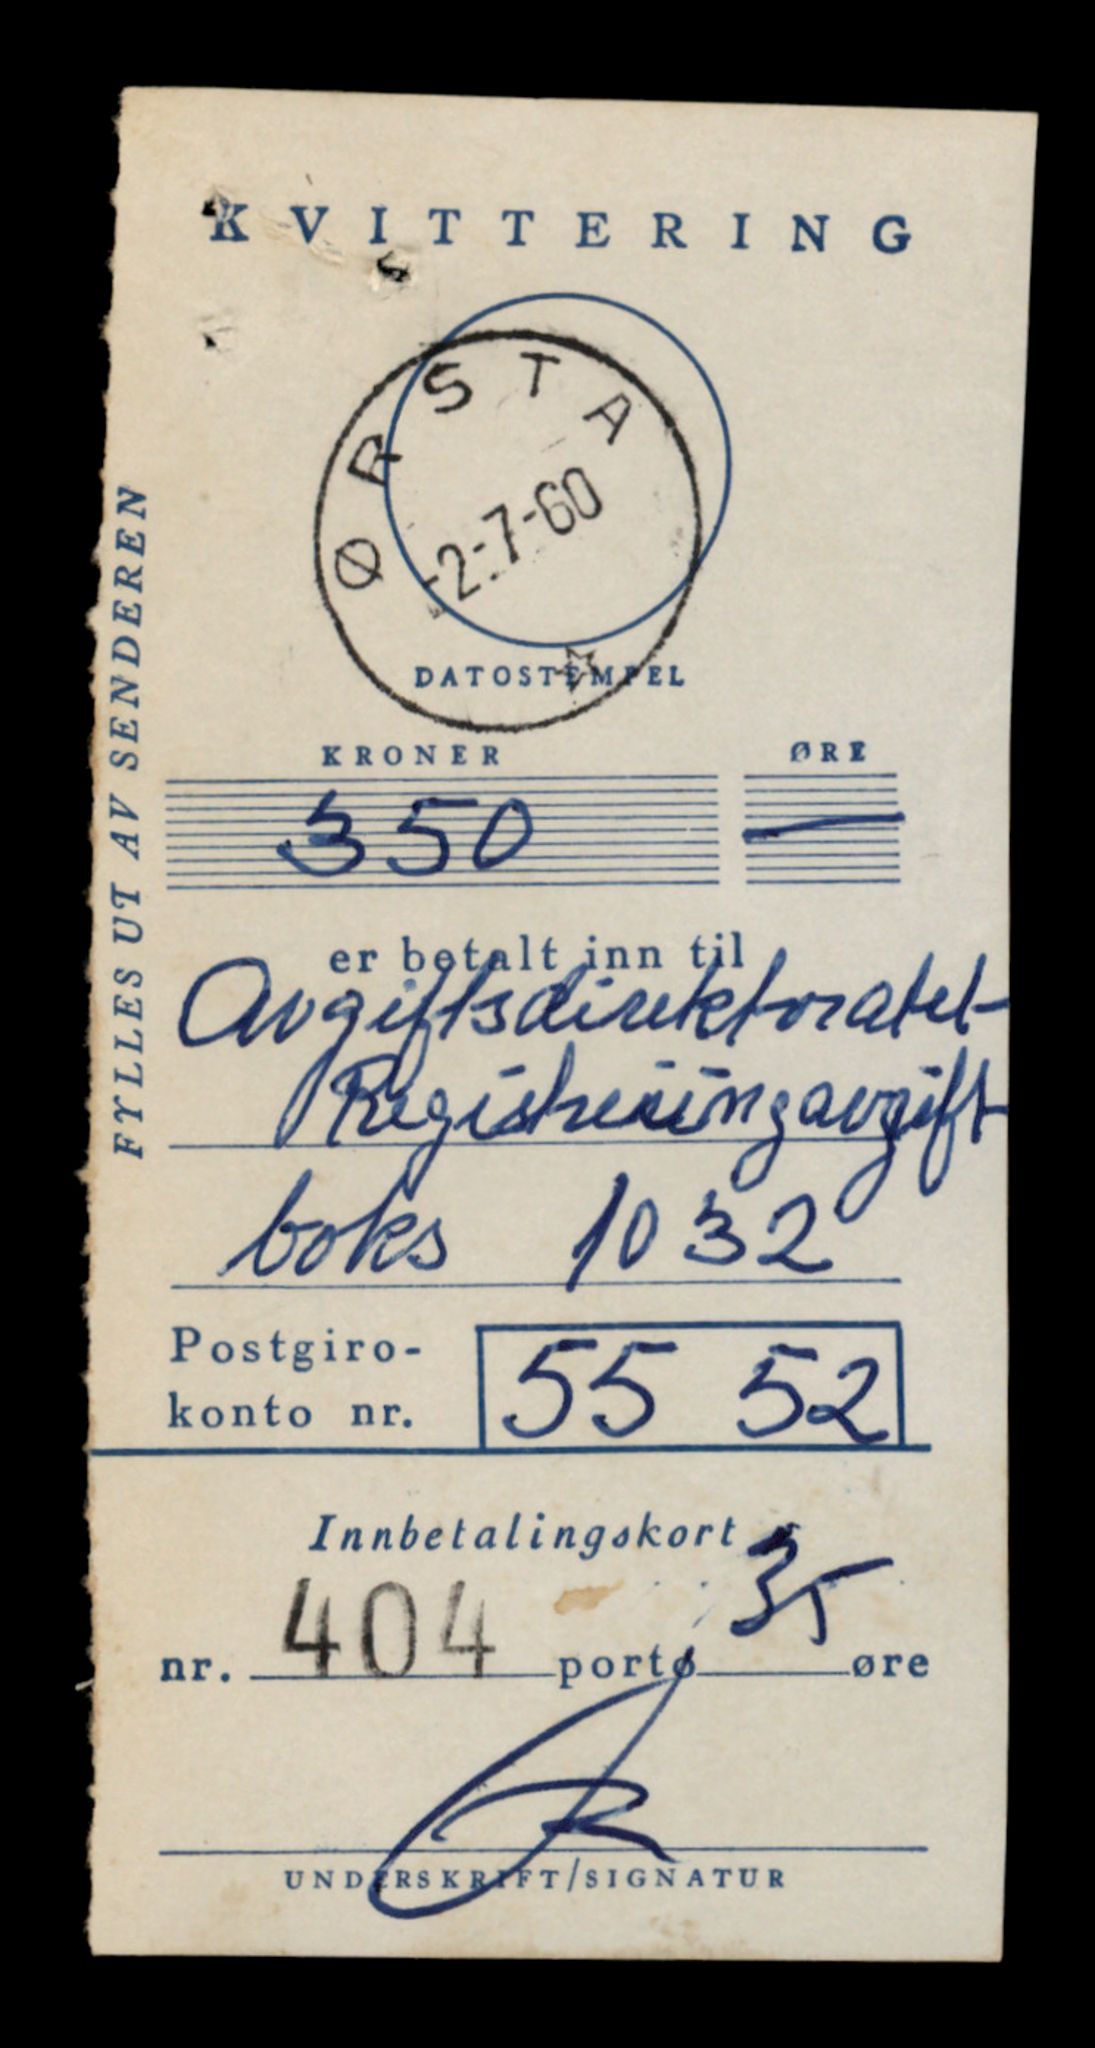 KVITTERING
ØRSTA
-2.-7-60
DATOSTEMPEL
FYLLES UT AV SENDEREN
KRONER ØRE
350 —
er betalt inn til
Avgiftsdirektoratet
Registreringavgift
boks 1032
Postgiro-
konto nr. 55 52
Innbetalingskort
nr. 404 porto 35 øre
UNDERSKRIFT/SIGNATUR